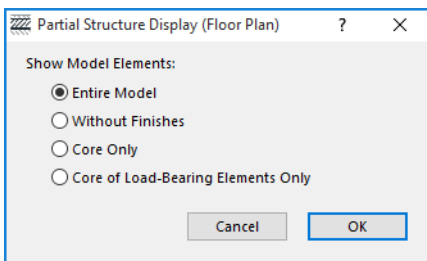 Partial Structure Display (Floor Plan) ? ×
Show Model Elements:
Entire Model
Without Finishes
Core Only
Core of Load-Bearing Elements Only
Cancel OK